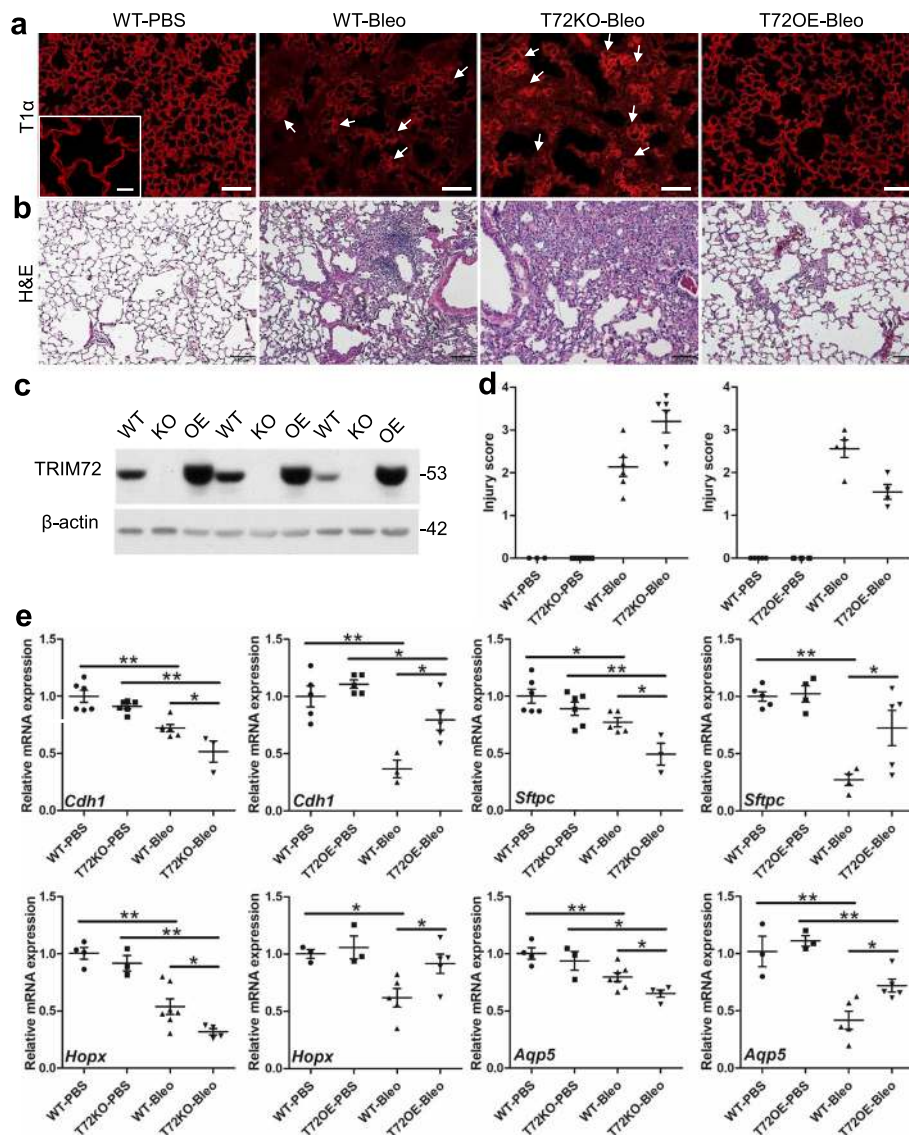 WT-PBS WT-Bleo T72KO-Bleo T72OE-Bleo
a
T1α
b
H&E
c
WT KO OE WT KO OE WT KO OE
TRIM72 -53
β-actin -42
d
Injury score
4
3
2
1
0
WT-PBS T72KO-PBS WT-Bleo T72KO-Bleo
Injury score
4
3
2
1
0
WT-PBS T72OE-PBS WT-Bleo T72OE-Bleo
e
Relative mRNA expression
1.5
1.0
0.5
0.0
** ** *
Cdh1
WT-PBS T72KO-PBS WT-Bleo T72KO-Bleo
Relative mRNA expression
1.5
1.0
0.5
0.0
** * *
Cdh1
WT-PBS T72OE-PBS WT-Bleo T72OE-Bleo
Relative mRNA expression
1.5
1.0
0.5
0.0
* ** *
Sftpc
WT-PBS T72KO-PBS WT-Bleo T72KO-Bleo
Relative mRNA expression
1.5
1.0
0.5
0.0
** *
Sftpc
WT-PBS T72OE-PBS WT-Bleo T72OE-Bleo
Relative mRNA expression
1.5
1.0
0.5
0.0
** ** *
Hopx
WT-PBS T72KO-PBS WT-Bleo T72KO-Bleo
Relative mRNA expression
1.5
1.0
0.5
0.0
* *
Hopx
WT-PBS T72OE-PBS WT-Bleo T72OE-Bleo
Relative mRNA expression
1.5
1.0
0.5
0.0
** * *
Aqp5
WT-PBS T72KO-PBS WT-Bleo T72KO-Bleo
Relative mRNA expression
1.5
1.0
0.5
0.0
** ** *
Aqp5
WT-PBS T72OE-PBS WT-Bleo T72OE-Bleo